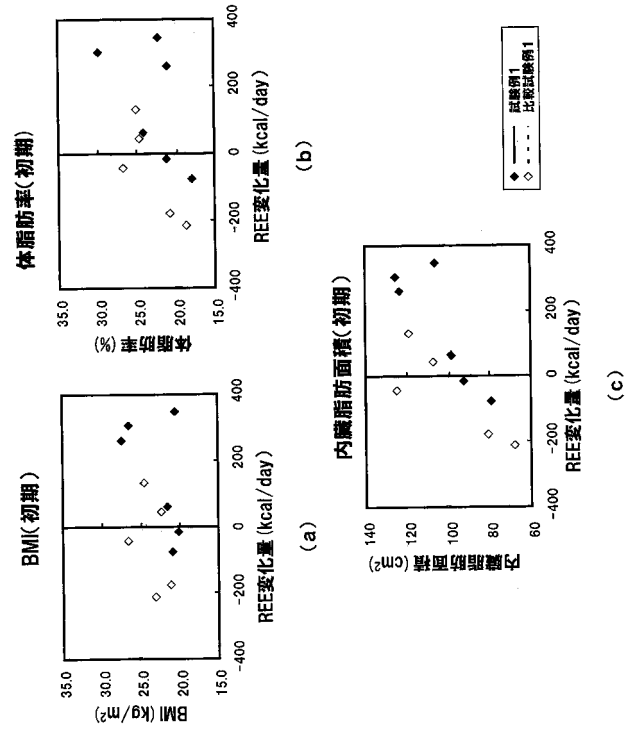 BMI(初期)
BMI(kg/m²)
35.0
30.0
25.0
20.0
15.0
-400
-200
0
200
400
REE変化量(kcal/day)
(a)
体脂肪率(初期)
体脂肪率(%)
35.0
30.0
25.0
20.0
15.0
-400
-200
0
200
400
REE変化量(kcal/day)
(b)
内臓脂肪面積(初期)
内臓脂肪面積(cm²)
140
120
100
80
60
-400
-200
0
200
400
REE変化量(kcal/day)
(c)
試験例1
比較試験例1